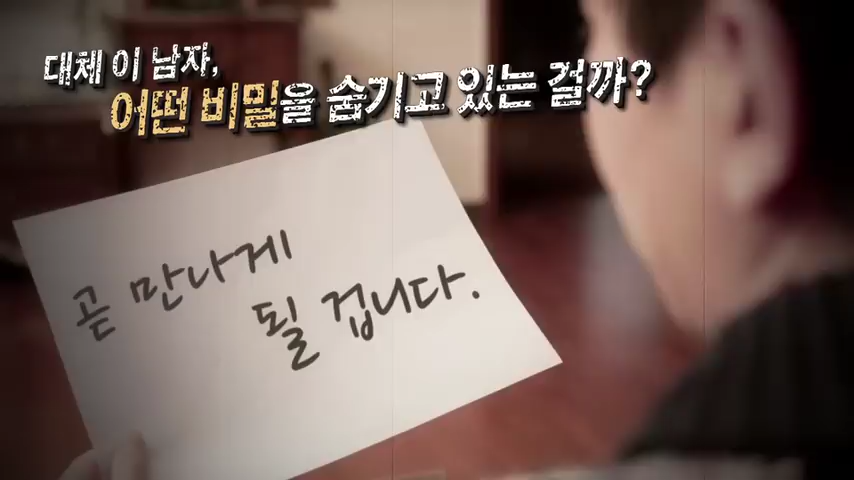 대체 이 남자,
어떤 비밀을 숨기고 있는 걸까?
곧 만나게
될 겁니다.